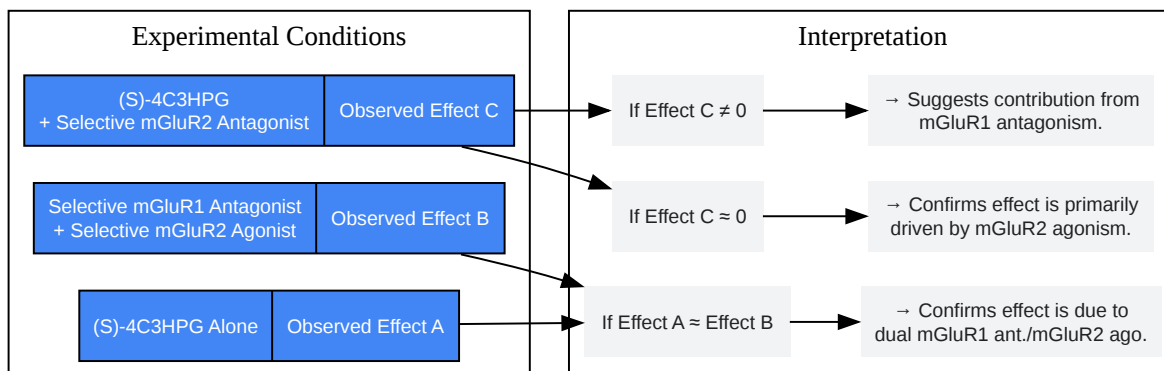 Experimental Conditions
(S)-4C3HPG
+ Selective mGluR2 Antagonist
Observed Effect C
Selective mGluR1 Antagonist
+ Selective mGluR2 Agonist
Observed Effect B
(S)-4C3HPG Alone
Observed Effect A
Interpretation
If Effect C ≠ 0
→ Suggests contribution from
mGluR1 antagonism.
If Effect C ≈ 0
→ Confirms effect is primarily
driven by mGluR2 agonism.
If Effect A ≈ Effect B
→ Confirms effect is due to
dual mGluR1 ant./mGluR2 ago.